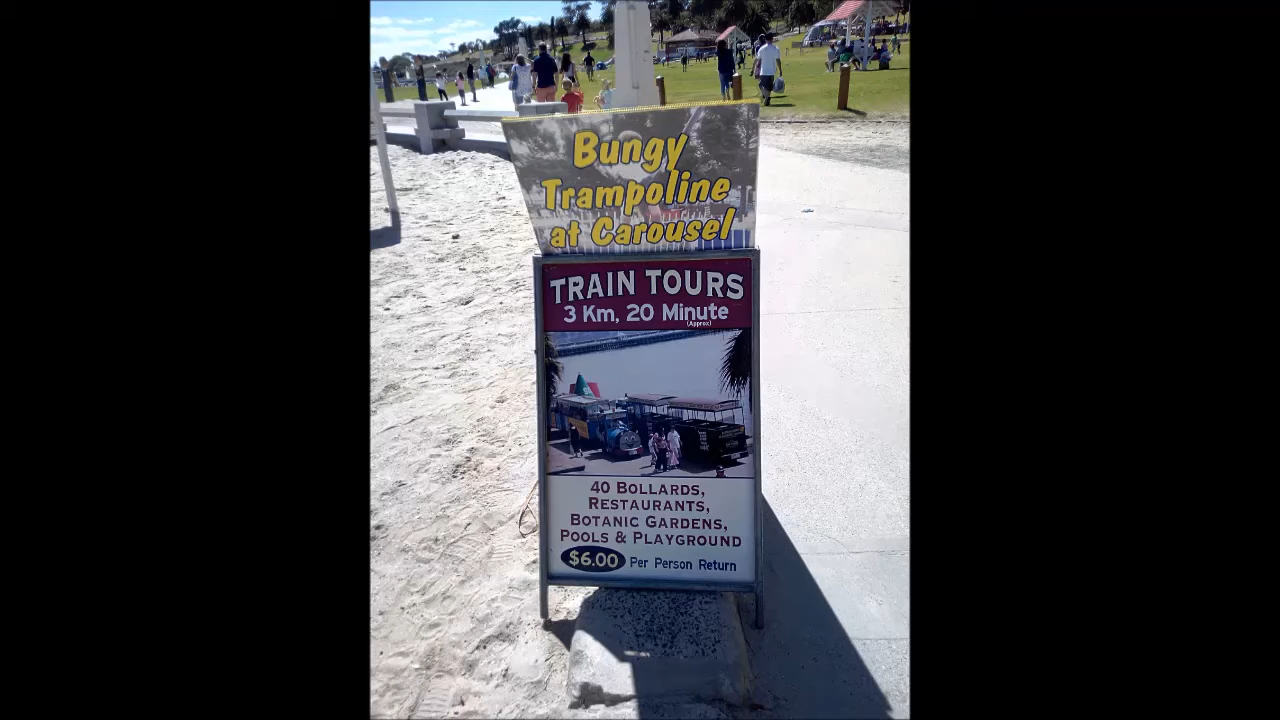 Bungy
Trampoline
at Carousel
TRAIN TOURS
3 Km, 20 Minute
(Approx)
40 BOLLARDS,
RESTAURANTS,
BOTANIC GARDENS,
POOLS & PLAYGROUND
$6.00 Per Person Return